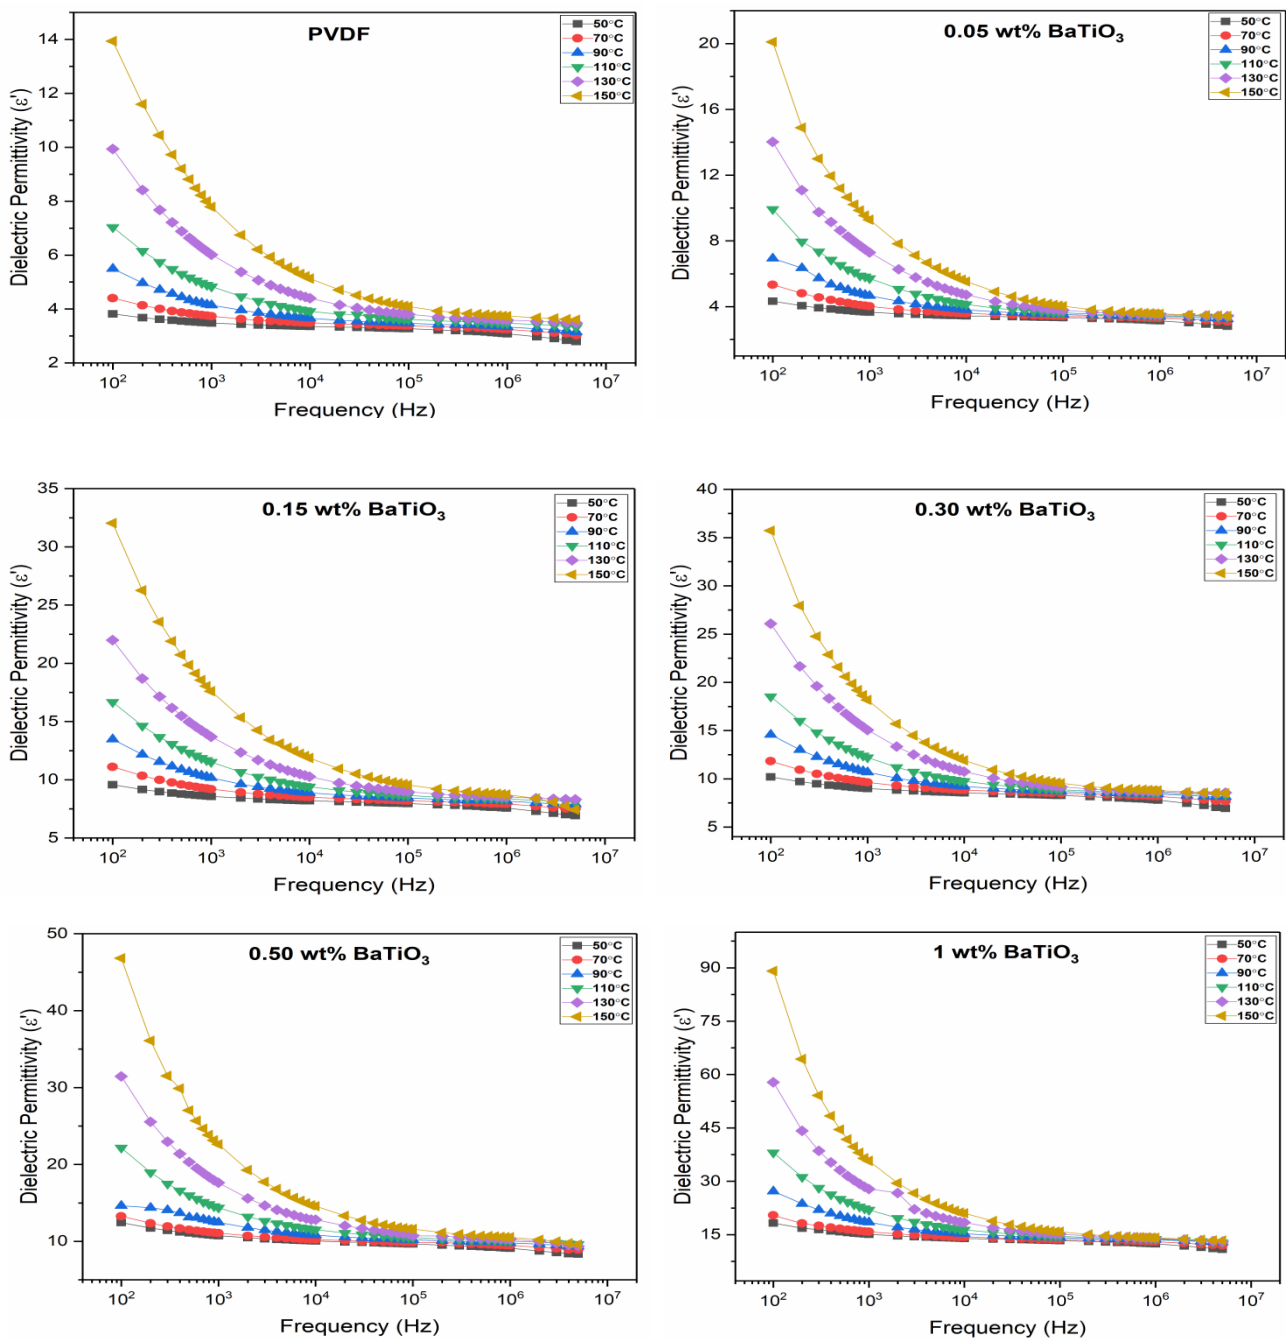 PVDF
50°C
70°C
90°C
110°C
130°C
150°C
14
12
10
8
6
4
2
Dielectric Permittivity (ε')
10² 10³ 10⁴ 10⁵ 10⁶ 10⁷
Frequency (Hz)
0.05 wt% BaTiO₃
50°C
70°C
90°C
110°C
130°C
150°C
20
16
12
8
4
Dielectric Permittivity (ε')
10² 10³ 10⁴ 10⁵ 10⁶ 10⁷
Frequency (Hz)
0.15 wt% BaTiO₃
50°C
70°C
90°C
110°C
130°C
150°C
35
30
25
20
15
10
5
Dielectric Permittivity (ε')
10² 10³ 10⁴ 10⁵ 10⁶ 10⁷
Frequency (Hz)
0.30 wt% BaTiO₃
50°C
70°C
90°C
110°C
130°C
150°C
40
35
30
25
20
15
10
5
Dielectric Permittivity (ε')
10² 10³ 10⁴ 10⁵ 10⁶ 10⁷
Frequency (Hz)
0.50 wt% BaTiO₃
50°C
70°C
90°C
110°C
130°C
150°C
50
40
30
20
10
Dielectric Permittivity (ε')
10² 10³ 10⁴ 10⁵ 10⁶ 10⁷
Frequency (Hz)
1 wt% BaTiO₃
50°C
70°C
90°C
110°C
130°C
150°C
90
75
60
45
30
15
Dielectric Permittivity (ε')
10² 10³ 10⁴ 10⁵ 10⁶ 10⁷
Frequency (Hz)